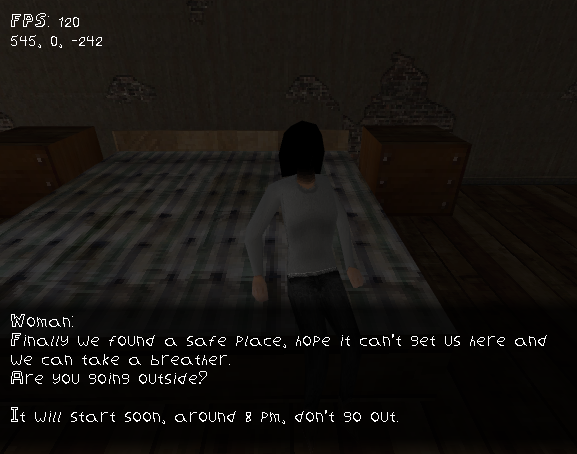 FPS: 120
545, 0, -242
Woman:
Finally we found a safe place, hope it can't get us here and
we can take a breather.
Are you going outside?
It will start soon, around 8 pm, don't go out.